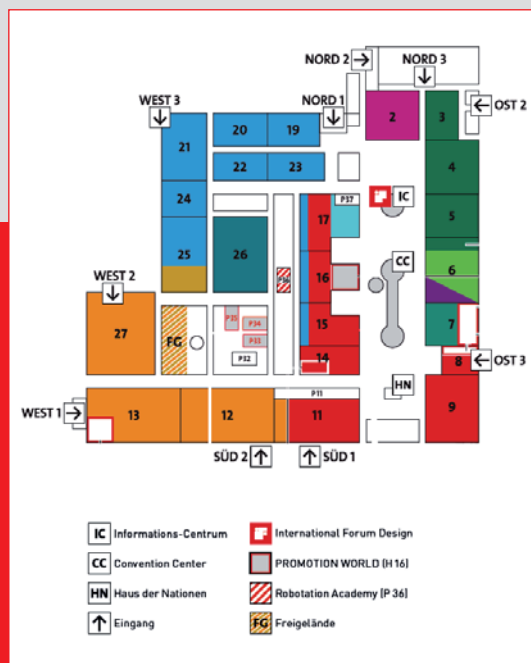 NORD 2
NORD 3
WEST 3
NORD 1
OST 2
2
3
20
19
21
22
23
4
24
P37
IC
17
5
25
26
CC
6
WEST 2
16
P36
27
FG
P35
P34
P33
P32
15
7
14
8
OST 3
HN
WEST 1
13
12
P11
11
9
SÜD 2
SÜD 1
IC Informations-Centrum
International Forum Design
CC Convention Center
PROMOTION WORLD (H 16)
HN Haus der Nationen
Robotation Academy (P 36)
Eingang
FG Freigelände